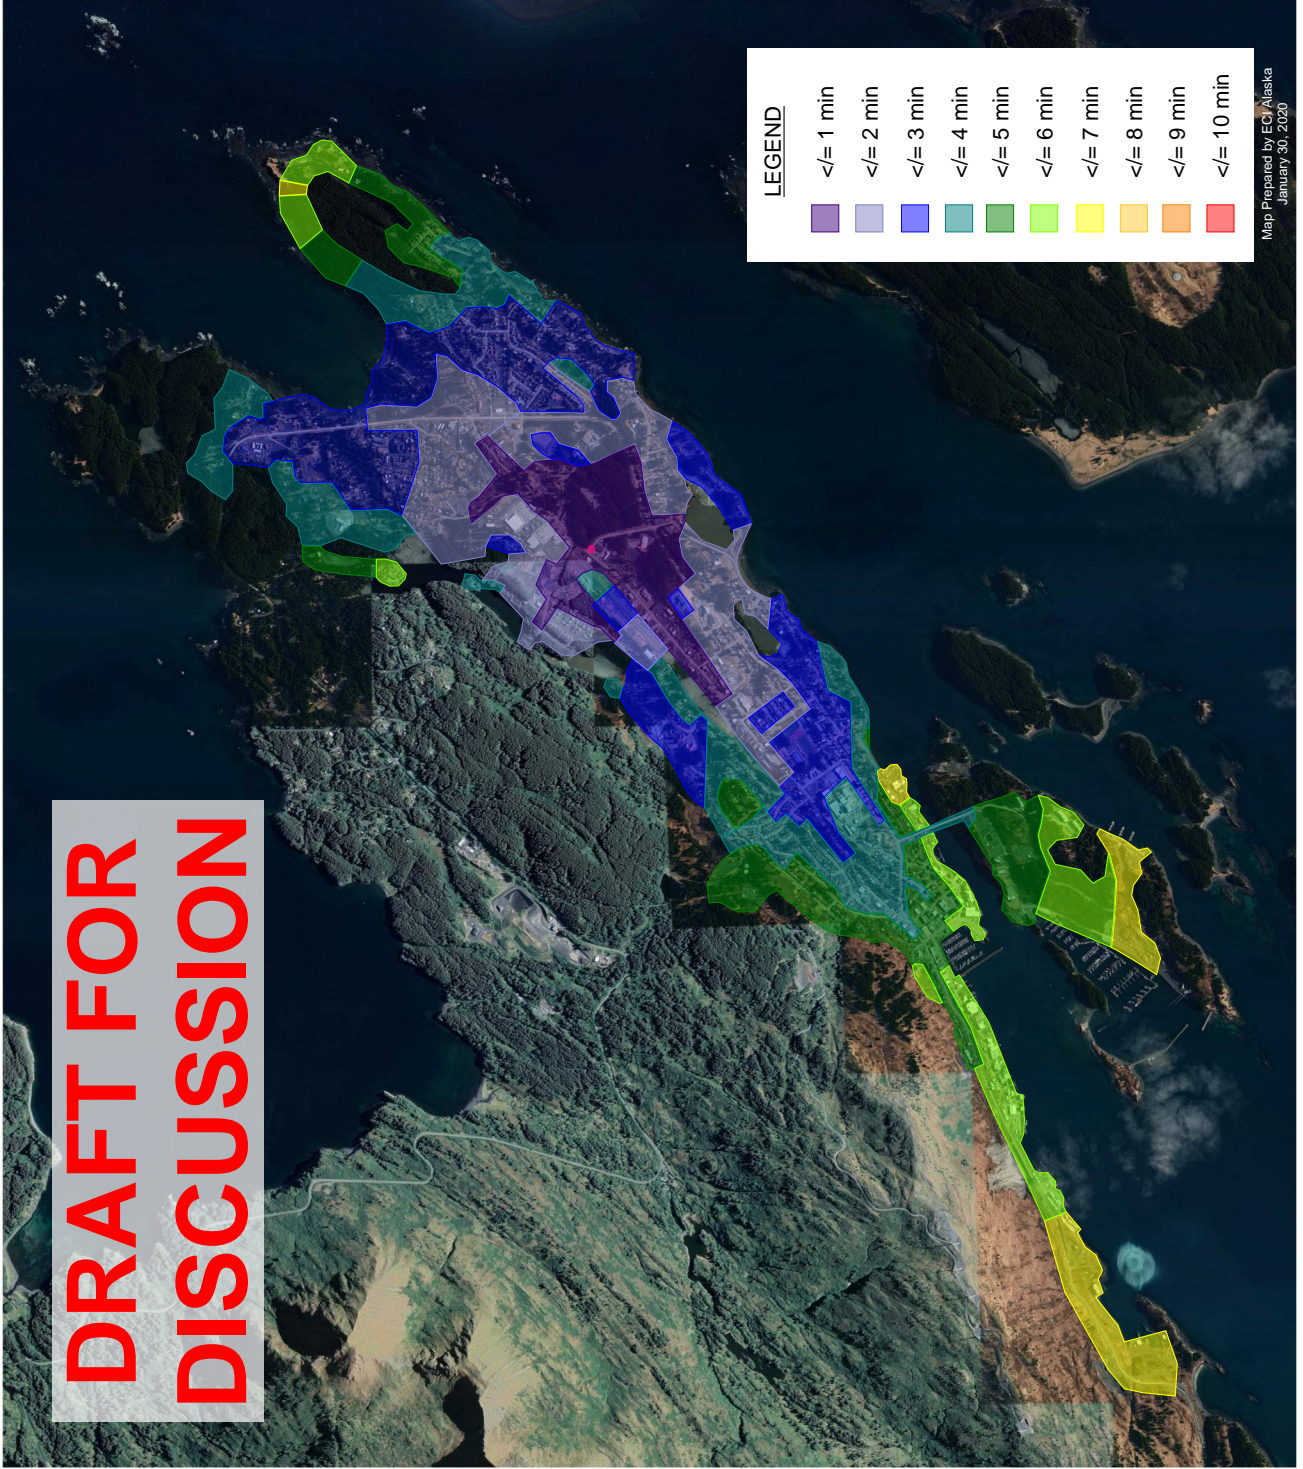 DRAFT FOR
DISCUSSION
LEGEND
</= 1 min
</= 2 min
</= 3 min
</= 4 min
</= 5 min
</= 6 min
</= 7 min
</= 8 min
</= 9 min
</= 10 min
Map Prepared by ECI Alaska
January 30, 2020